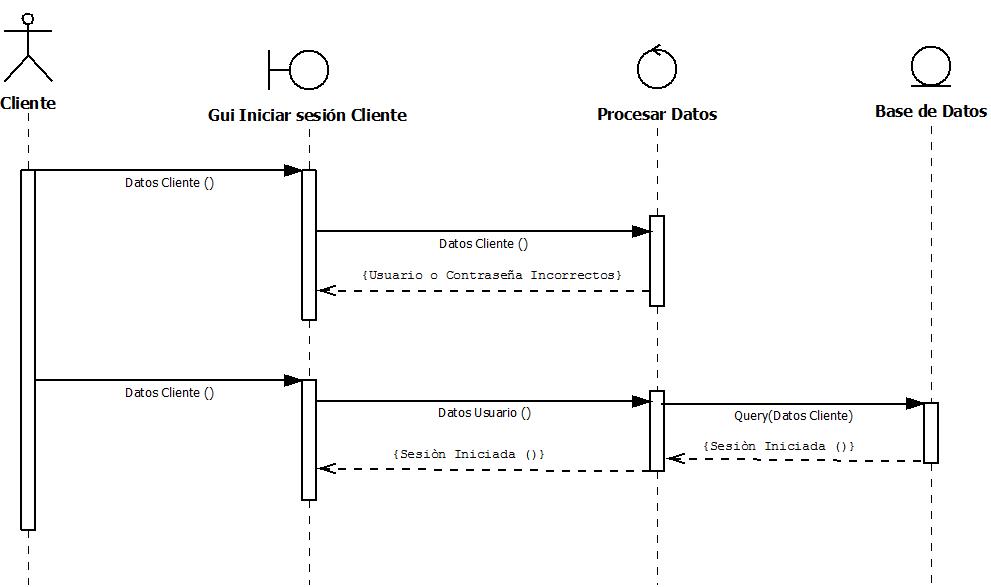 Cliente
Gui Iniciar sesión Cliente
Procesar Datos
Base de Datos
Datos Cliente ()
Datos Cliente ()
{Usuario o Contraseña Incorrectos}
Datos Cliente ()
Datos Usuario ()
Query(Datos Cliente)
{Sesiòn Iniciada ()}
{Sesiòn Iniciada ()}